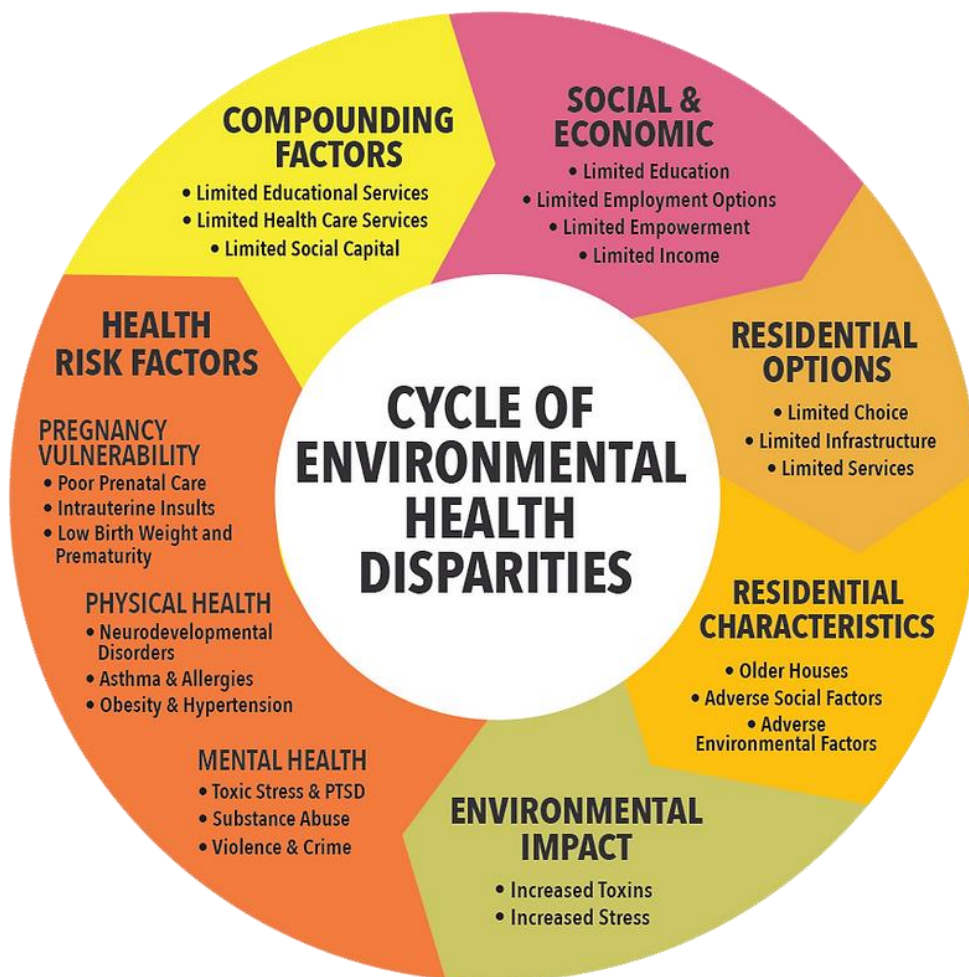 CYCLE OF
ENVIRONMENTAL
HEALTH
DISPARITIES
SOCIAL &
ECONOMIC
• Limited Education
• Limited Employment Options
• Limited Empowerment
• Limited Income
RESIDENTIAL
OPTIONS
• Limited Choice
• Limited Infrastructure
• Limited Services
RESIDENTIAL
CHARACTERISTICS
• Older Houses
• Adverse Social Factors
• Adverse
Environmental Factors
ENVIRONMENTAL
IMPACT
• Increased Toxins
• Increased Stress
HEALTH
RISK FACTORS
PREGNANCY
VULNERABILITY
• Poor Prenatal Care
• Intrauterine Insults
• Low Birth Weight and
Prematurity
PHYSICAL HEALTH
• Neurodevelopmental
Disorders
• Asthma & Allergies
• Obesity & Hypertension
MENTAL HEALTH
• Toxic Stress & PTSD
• Substance Abuse
• Violence & Crime
COMPOUNDING
FACTORS
• Limited Educational Services
• Limited Health Care Services
• Limited Social Capital